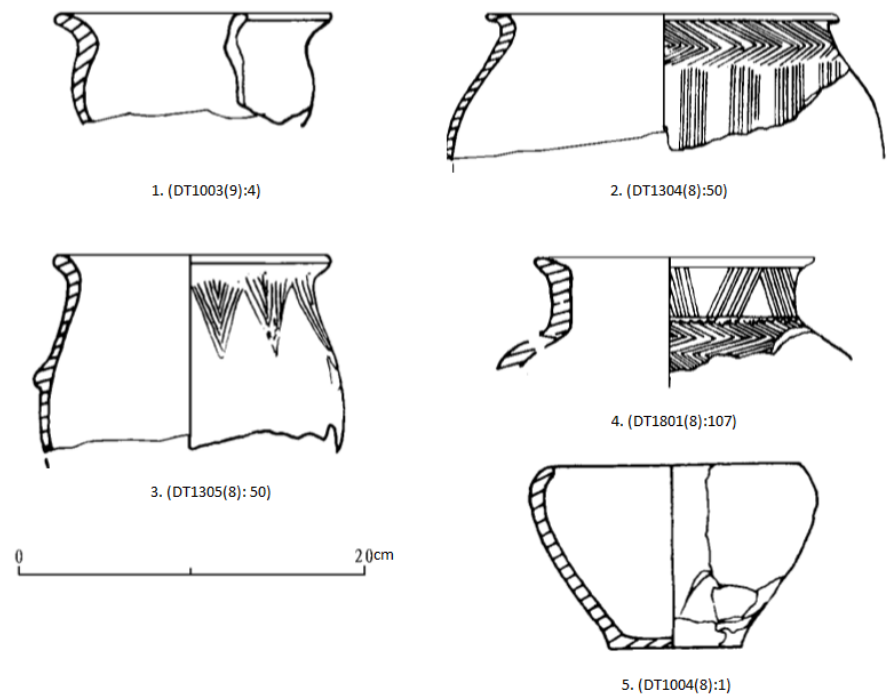 1. (DT1003(9):4)
2. (DT1304(8):50)
3. (DT1305(8): 50)
4. (DT1801(8):107)
0 20cm
5. (DT1004(8):1)